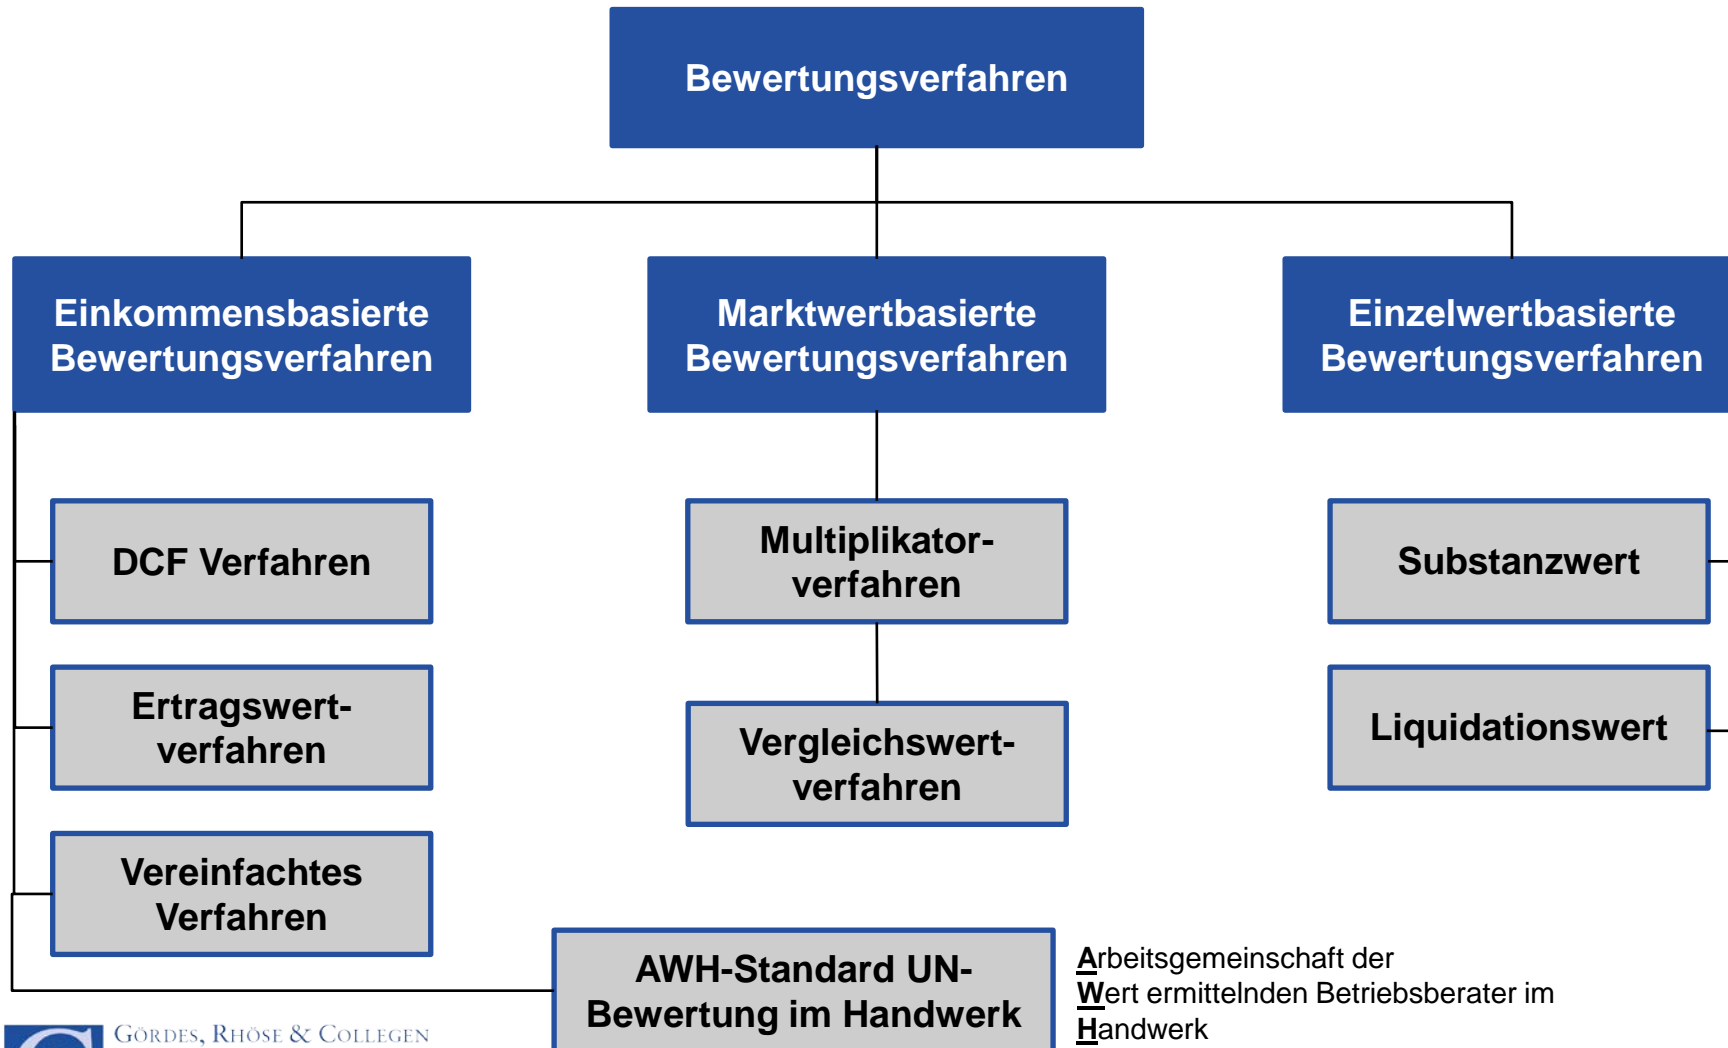 Bewertungsverfahren
Einkommensbasierte
Bewertungsverfahren
Marktwertbasierte
Bewertungsverfahren
Einzelwertbasierte
Bewertungsverfahren
DCF Verfahren
Ertragswert-
verfahren
Vereinfachtes
Verfahren
Multiplikator-
verfahren
Vergleichswert-
verfahren
Substanzwert
Liquidationswert
AWH-Standard UN-
Bewertung im Handwerk
Arbeitsgemeinschaft der
Wert ermittelnden Betriebsberater im
Handwerk
GÖRDES, RHÖSE & COLLEGEN